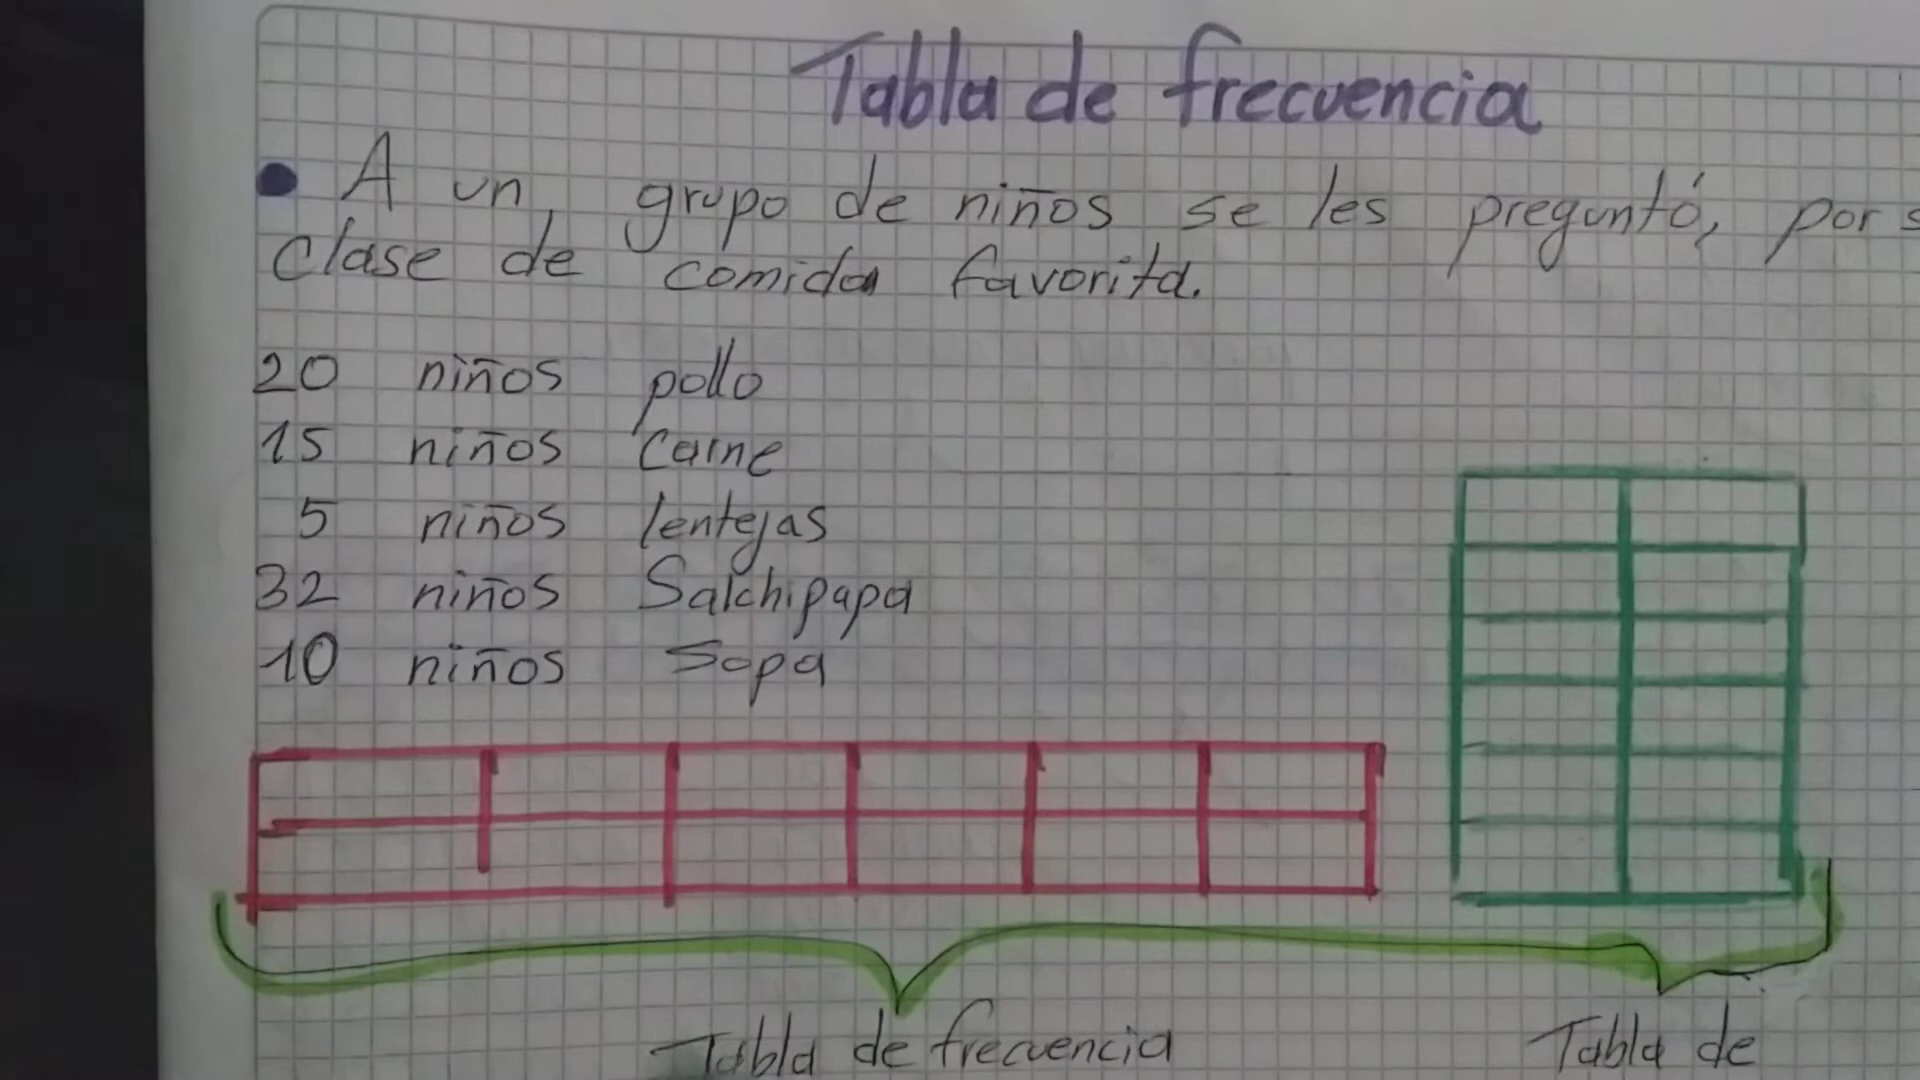 Tabla de frecuencia
A un grupo de niños se les preguntó, por s
clase de comida favorita.
20 niños pollo
15 niños carne
5 niños lentejas
32 niños Salchipapa
10 niños Sopa
Tabla de frecuencia
Tabla de